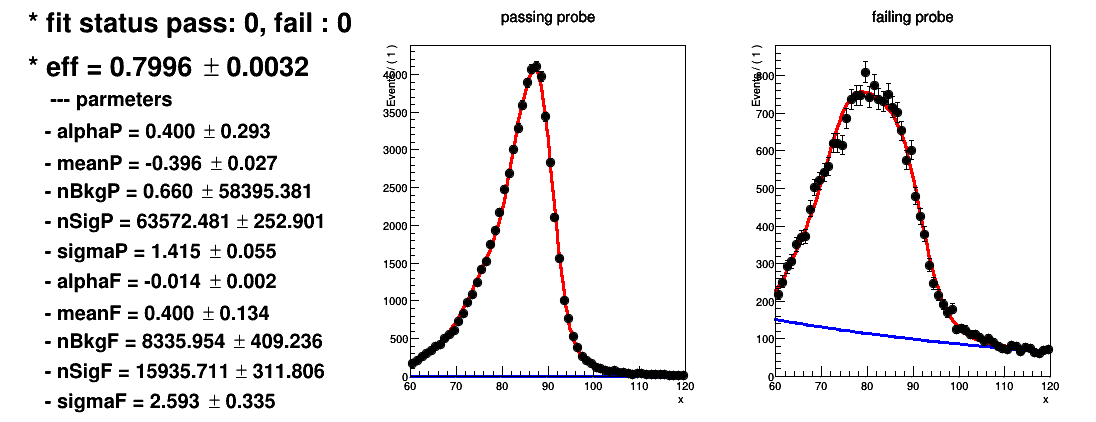 * fit status pass: 0, fail : 0
* eff = 0.7996 ± 0.0032
--- parmeters
- alphaP = 0.400 ± 0.293
- meanP = -0.396 ± 0.027
- nBkgP = 0.660 ± 58395.381
- nSigP = 63572.481 ± 252.901
- sigmaP = 1.415 ± 0.055
- alphaF = -0.014 ± 0.002
- meanF = 0.400 ± 0.134
- nBkgF = 8335.954 ± 409.236
- nSigF = 15935.711 ± 311.806
- sigmaF = 2.593 ± 0.335
passing probe
Events / ( 1 )
4000
3500
3000
2500
2000
1500
1000
500
0
60 70 80 90 100 110 120
x
failing probe
Events / ( 1 )
800
700
600
500
400
300
200
100
0
60 70 80 90 100 110 120
x